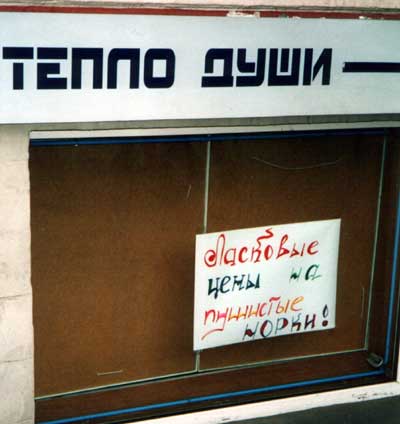 ТЕПЛО ДУШИ
Ласковые
цены на
пушистые
норки!